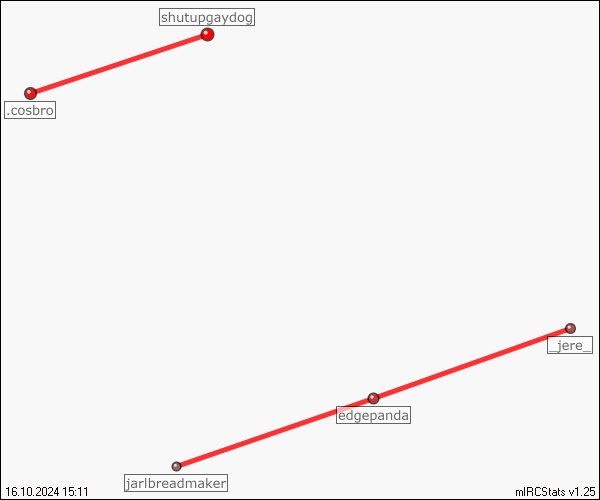 shutupgaydog
.cosbro
_jere_
edgepanda
jarlbreadmaker
16.10.2024 15:11
mIRCStats v1.25